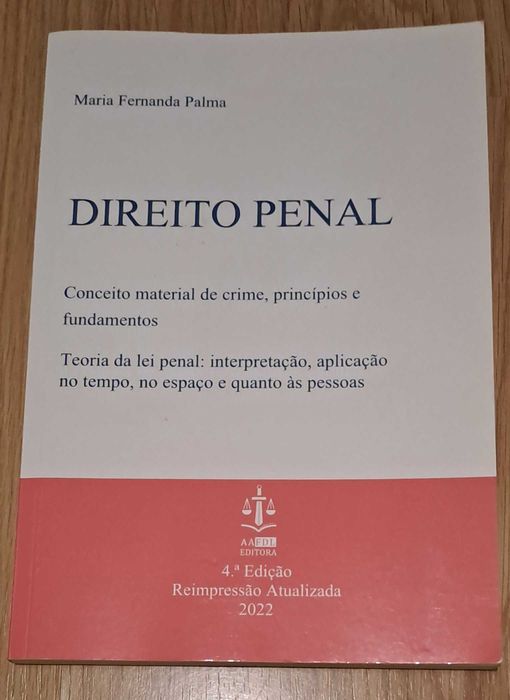 Maria Fernanda Palma
DIREITO PENAL
Conceito material de crime, princípios e
fundamentos
Teoria da lei penal: interpretação, aplicação
no tempo, no espaço e quanto às pessoas
AAFDL
EDITORA
4.ª Edição
Reimpressão Atualizada
2022